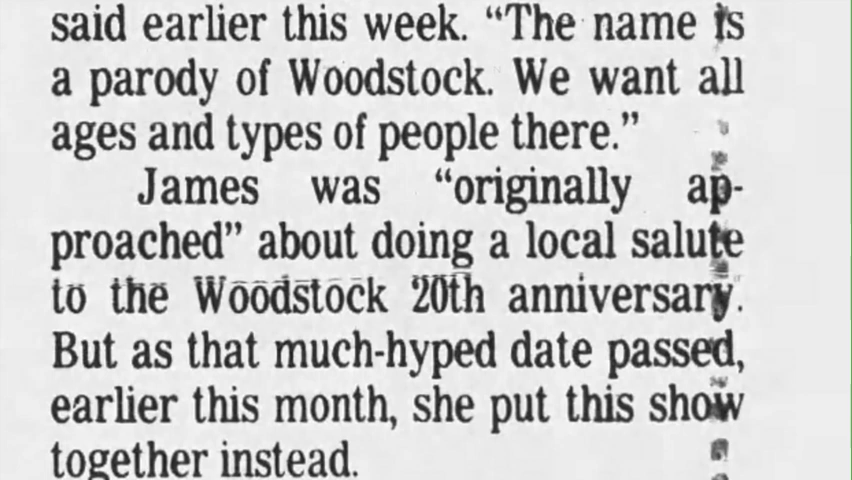 said earlier this week. “The name is
a parody of Woodstock. We want all
ages and types of people there.”
James was “originally ap-
proached” about doing a local salute
to the Woodstock 20th anniversary.
But as that much-hyped date passed,
earlier this month, she put this show
together instead.